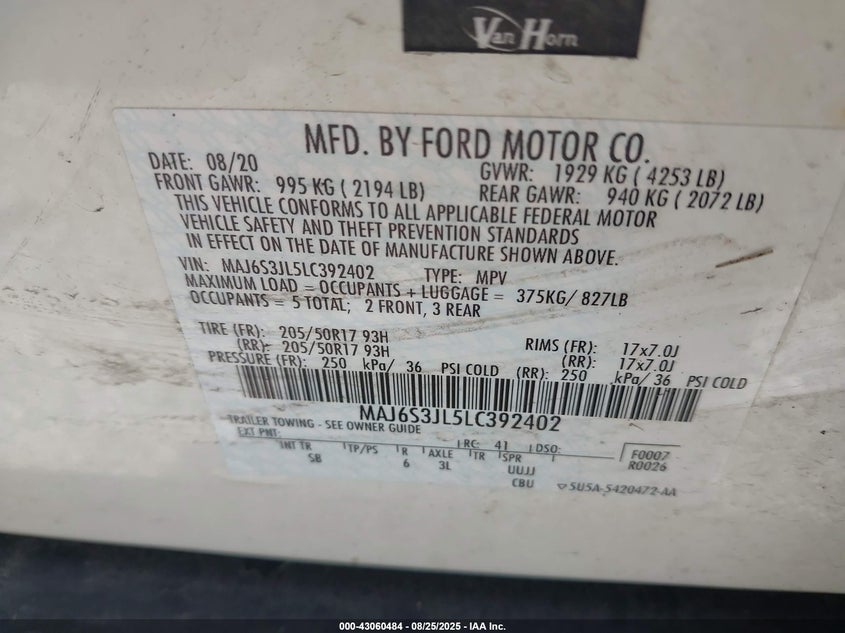 Van Horn
MFD. BY FORD MOTOR CO.
DATE: 08/20 GVWR: 1929 KG ( 4253 LB)
FRONT GAWR: 995 KG ( 2194 LB) REAR GAWR: 940 KG ( 2072 LB)
THIS VEHICLE CONFORMS TO ALL APPLICABLE FEDERAL MOTOR
VEHICLE SAFETY AND THEFT PREVENTION STANDARDS
IN EFFECT ON THE DATE OF MANUFACTURE SHOWN ABOVE.
VIN: MAJ6S3JL5LC392402 TYPE: MPV
MAXIMUM LOAD = OCCUPANTS + LUGGAGE = 375KG/ 827LB
OCCUPANTS = 5 TOTAL; 2 FRONT, 3 REAR
TIRE (FR): 205/50R17 93H RIMS (FR): 17x7.0J
(RR): 205/50R17 93H (RR): 17x7.0J
PRESSURE (FR): 250 kPa/ 36 PSI COLD (RR): 250 kPa/ 36 PSI COLD
MAJ6S3JL5LC392402
TRAILER TOWING - SEE OWNER GUIDE
EXT PNT: RC: 41 DSO: F0007
INT TR TP/PS R AXLE TR SPR R0026
SB 6 3L UUJJ
CBU 5U5A-5420472-AA
000-43060484 - 08/25/2025 - IAA Inc.